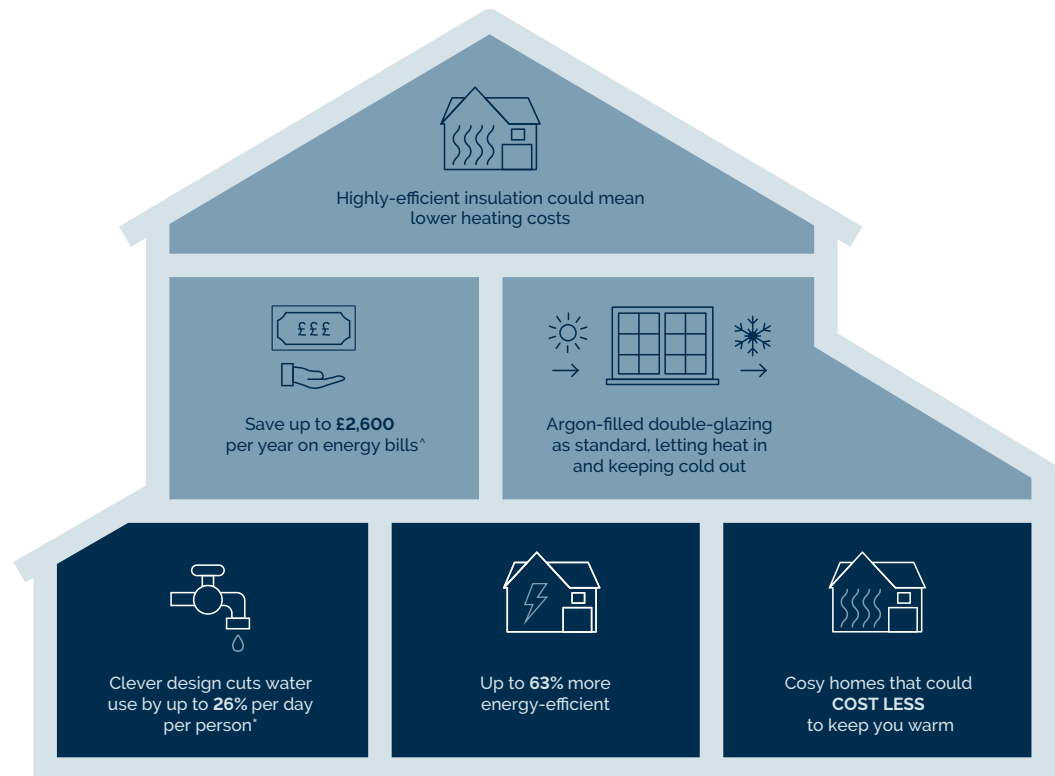 Highly-efficient insulation could mean
lower heating costs
£££
Save up to £2,600
per year on energy bills^
Argon-filled double-glazing
as standard, letting heat in
and keeping cold out
Clever design cuts water
use by up to 26% per day
per person*
Up to 63% more
energy-efficient
Cosy homes that could
COST LESS
to keep you warm